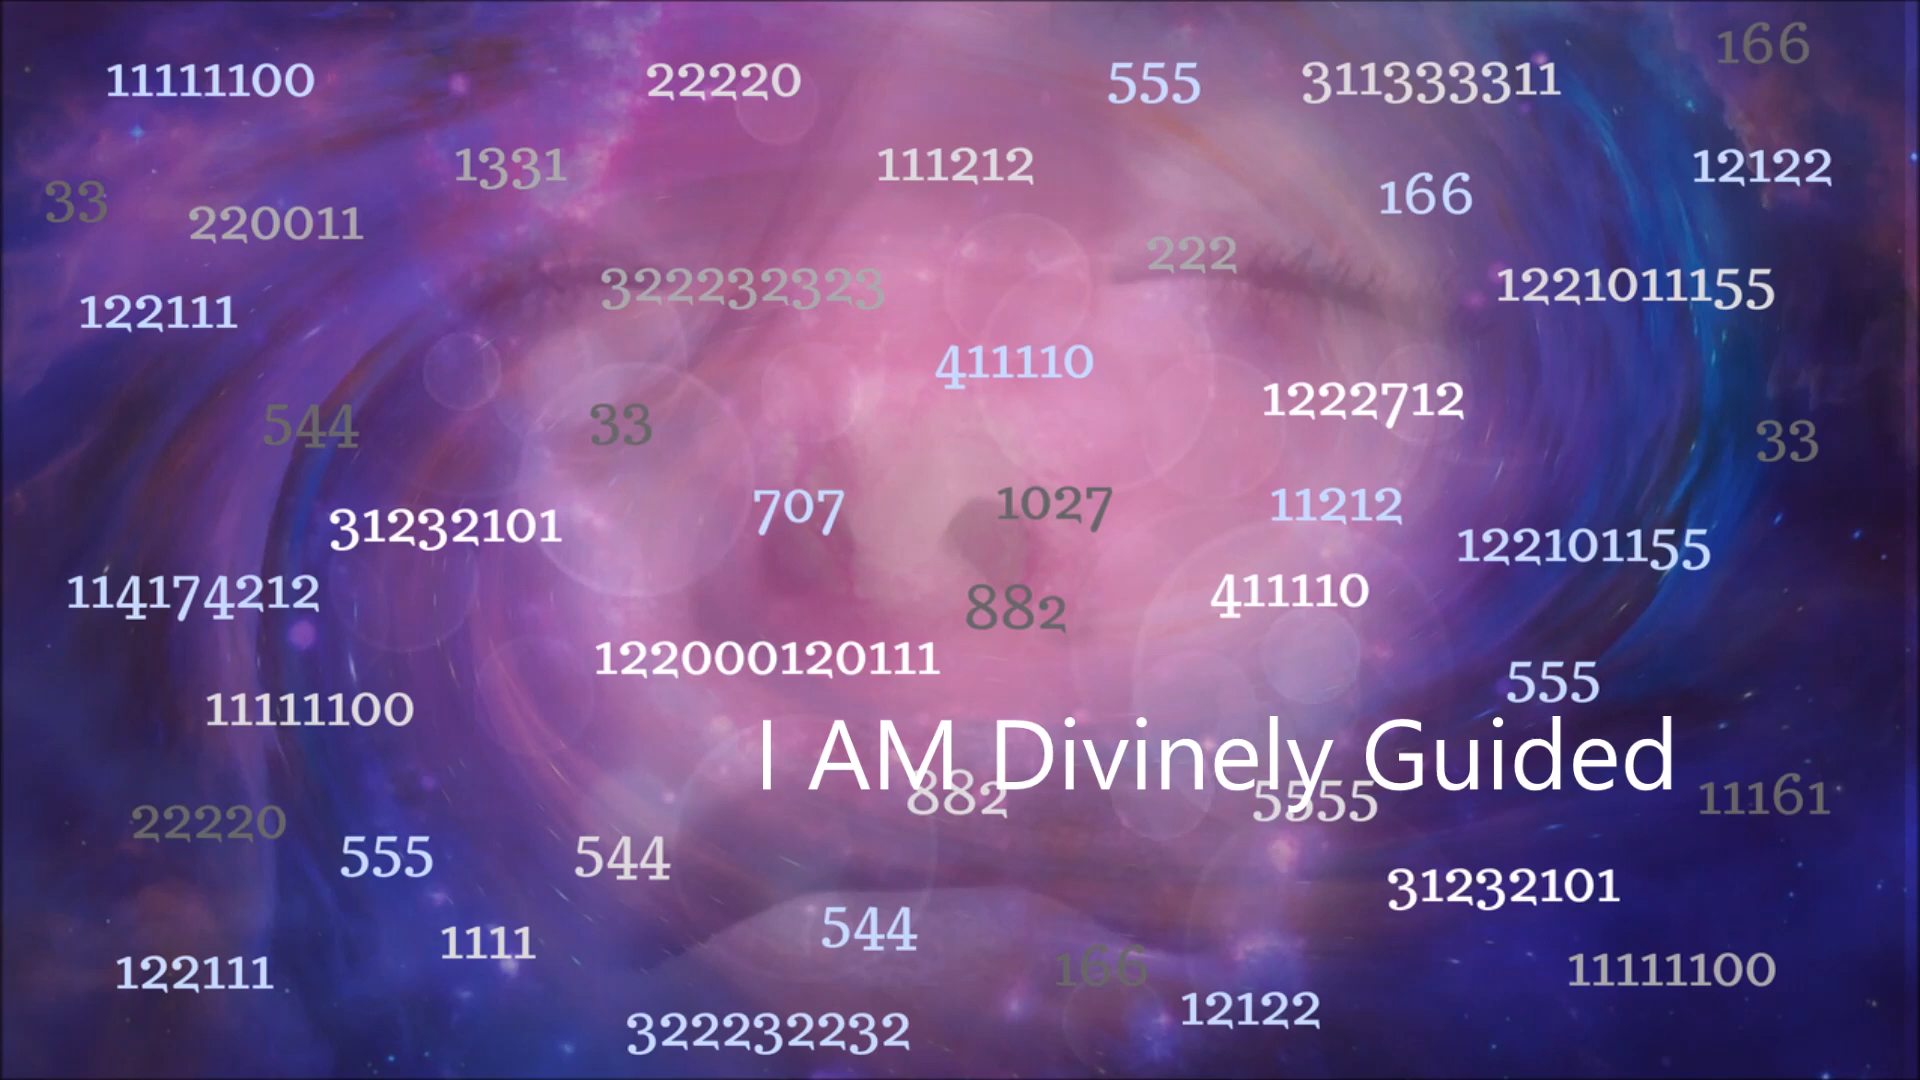 166
11111100 22220 555 311333311
1331 111212 12122
33 220011 166
222
122111 322232323 1221011155
411110
1222712
544 33 33
31232101 707 1027 11212
122101155
114174212 882 411110
122000120111
11111100 555
I AM Divinely Guided
882 5555 11161
22220
555 544 31232101
1111 544
122111 166 11111100
322232232 12122